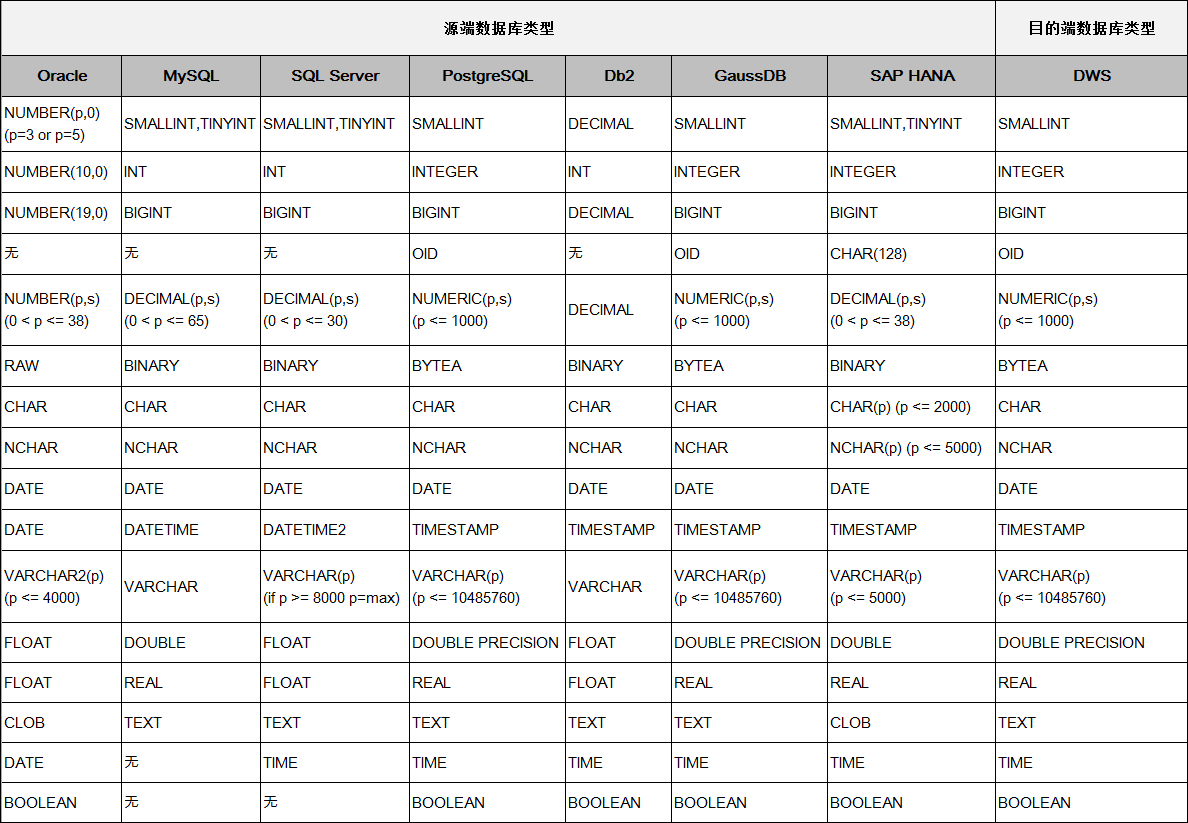 源端数据库类型 目的端数据库类型
Oracle MySQL SQL Server PostgreSQL Db2 GaussDB SAP HANA DWS
NUMBER(p,0)
(p=3 or p=5) SMALLINT,TINYINT SMALLINT,TINYINT SMALLINT DECIMAL SMALLINT SMALLINT,TINYINT SMALLINT
NUMBER(10,0) INT INT INTEGER INT INTEGER INTEGER INTEGER
NUMBER(19,0) BIGINT BIGINT BIGINT DECIMAL BIGINT BIGINT BIGINT
无 无 无 OID 无 OID CHAR(128) OID
NUMBER(p,s) DECIMAL(p,s) DECIMAL(p,s) NUMERIC(p,s) DECIMAL NUMERIC(p,s) DECIMAL(p,s) NUMERIC(p,s)
(0 < p <= 38) (0 < p <= 65) (0 < p <= 30) (p <= 1000) (p <= 1000) (0 < p <= 38) (p <= 1000)
RAW BINARY BINARY BYTEA BINARY BYTEA BINARY BYTEA
CHAR CHAR CHAR CHAR CHAR CHAR CHAR(p) (p <= 2000) CHAR
NCHAR NCHAR NCHAR NCHAR NCHAR NCHAR NCHAR(p) (p <= 5000) NCHAR
DATE DATE DATE DATE DATE DATE DATE DATE
DATE DATETIME DATETIME2 TIMESTAMP TIMESTAMP TIMESTAMP TIMESTAMP TIMESTAMP
VARCHAR2(p) VARCHAR VARCHAR(p) VARCHAR(p) VARCHAR VARCHAR(p) VARCHAR(p) VARCHAR(p)
(p <= 4000) (if p >= 8000 p=max) (p <= 10485760) (p <= 10485760) (p <= 5000) (p <= 10485760)
FLOAT DOUBLE FLOAT DOUBLE PRECISION FLOAT DOUBLE PRECISION DOUBLE DOUBLE PRECISION
FLOAT REAL FLOAT REAL FLOAT REAL REAL REAL
CLOB TEXT TEXT TEXT TEXT TEXT CLOB TEXT
DATE 无 TIME TIME TIME TIME TIME TIME
BOOLEAN 无 无 BOOLEAN BOOLEAN BOOLEAN BOOLEAN BOOLEAN